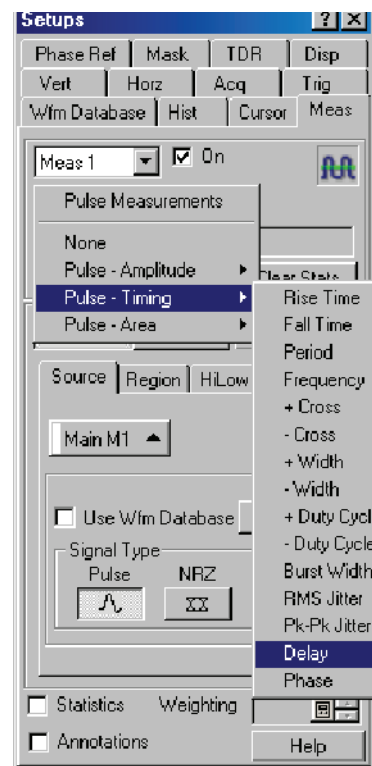 Setups
Phase Ref Mask TDR Disp
Vert Horz Acq Trig
Wfm Database Hist Cursor Meas
Meas 1 On
Pulse Measurements
None
Pulse - Amplitude
Clear Stats
Pulse - Timing
Pulse - Area
Rise Time
Fall Time
Period
Frequency
+ Cross
- Cross
+ Width
- Width
+ Duty Cycl
- Duty Cycle
Burst Width
RMS Jitter
Pk-Pk Jitter
Delay
Phase
Source Region HiLow
Main M1
Use Wfm Database
Signal Type
Pulse NRZ
Statistics Weighting
Annotations Help